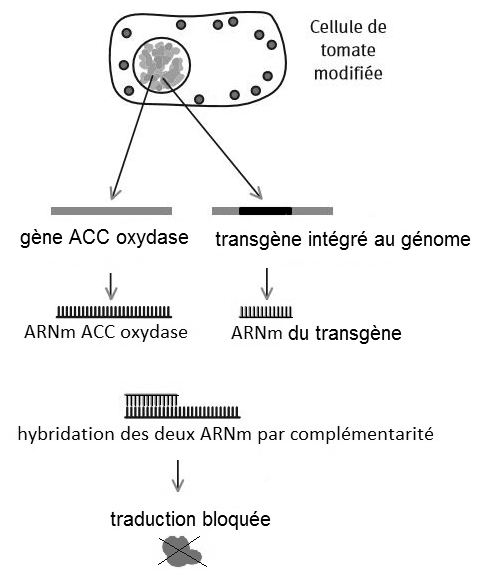 Cellule de
tomate
modifiée
gène ACC oxydase
transgène intégré au génome
ARNm ACC oxydase
ARNm du transgène
hybridation des deux ARNm par complémentarité
traduction bloquée